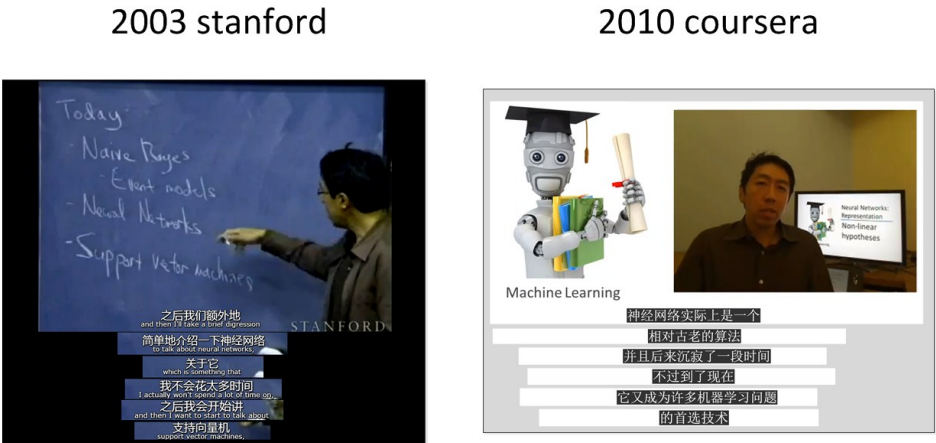 2003 stanford
2010 coursera
Today:
- Naive Bayes
- Event models
- Neural Networks
- Support vector machines
之后我们额外地
and then I'll take a brief digression
STANFORD
简单地介绍一下神经网络
to talk about neural networks,
关于它
which is something that
我不会花太多时间
I actually won't spend a lot of time on,
之后我会开始讲
and then I want to start to talk about
支持向量机
support vector machines,
Neural Networks:
Representation
Non-linear
hypotheses
Machine Learning
神经网络实际上是一个
相对古老的算法
并且后来沉寂了一段时间
不过到了现在
它又成为许多机器学习问题
的首选技术